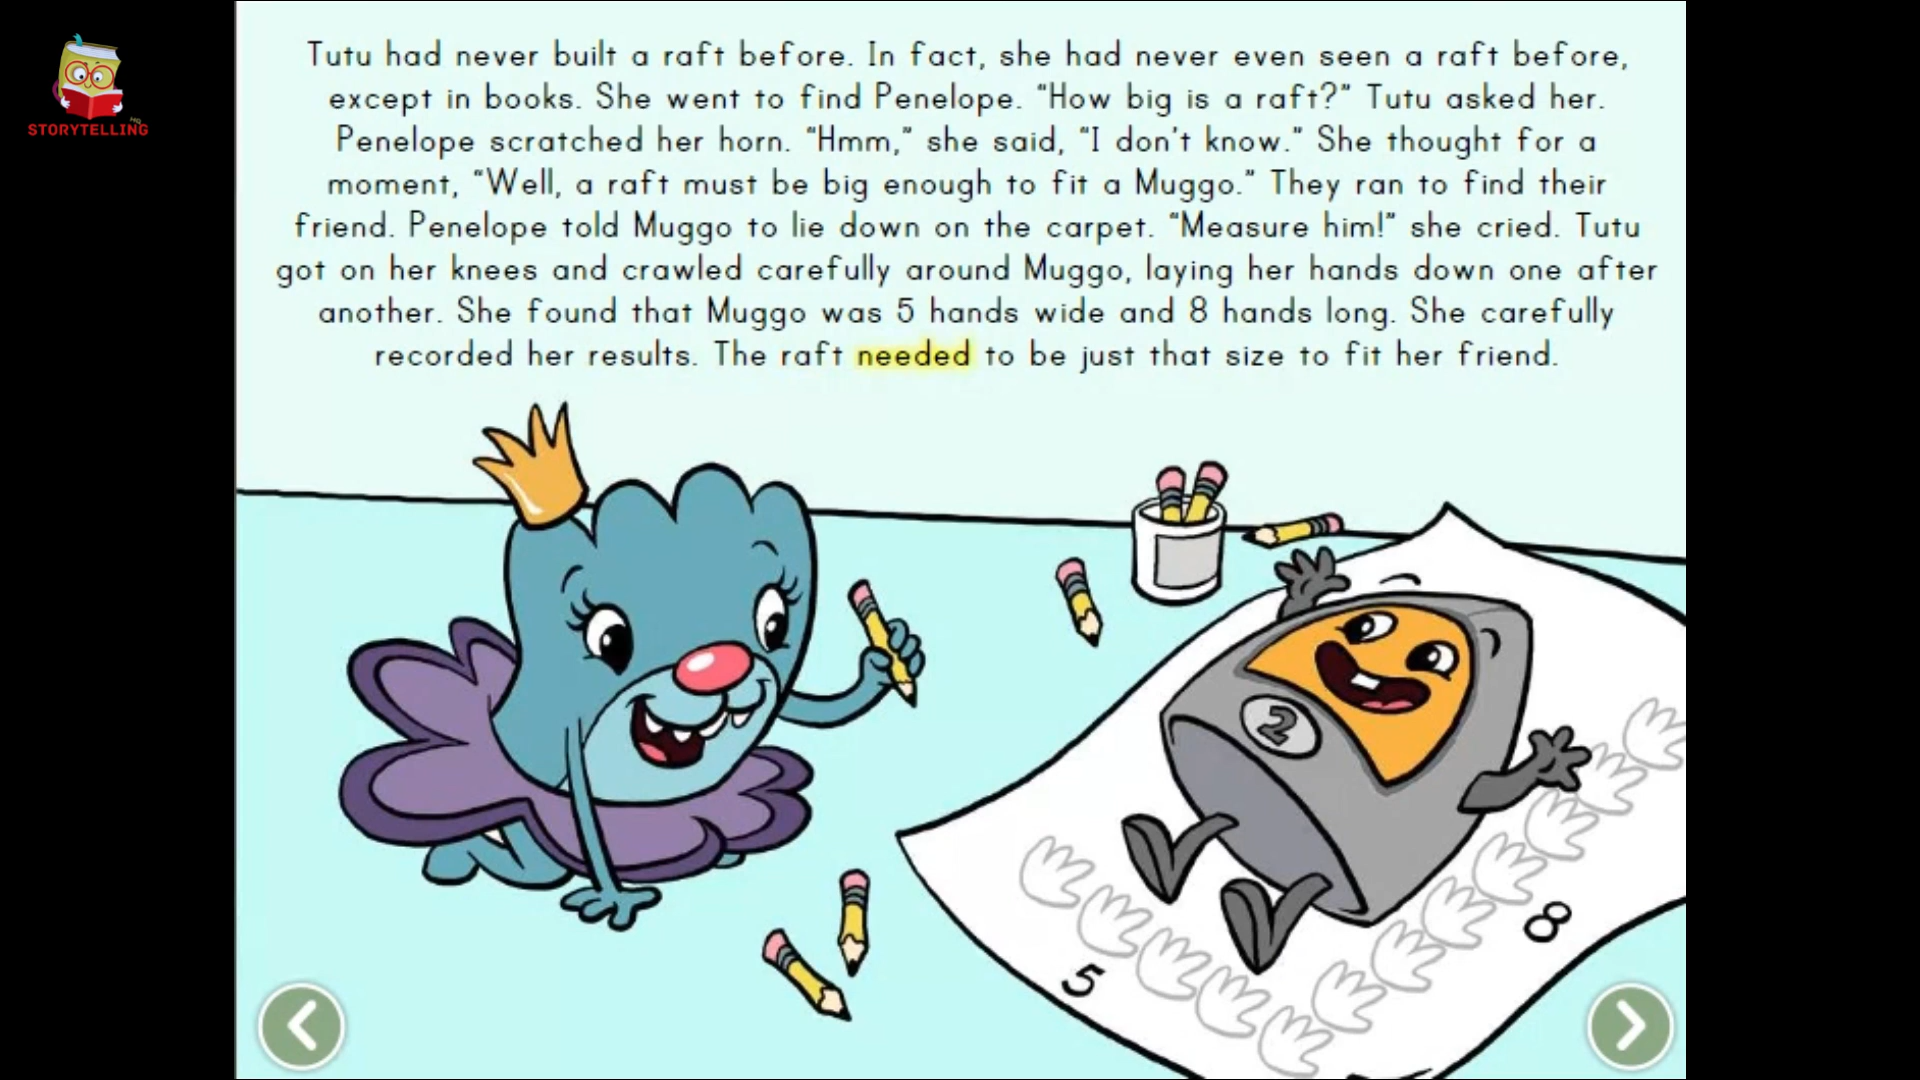 HQ
STORYTELLING
Tutu had never built a raft before. In fact, she had never even seen a raft before,
except in books. She went to find Penelope. “How big is a raft?” Tutu asked her.
Penelope scratched her horn. “Hmm,” she said, “I don’t know.” She thought for a
moment, “Well, a raft must be big enough to fit a Muggo.” They ran to find their
friend. Penelope told Muggo to lie down on the carpet. “Measure him!” she cried. Tutu
got on her knees and crawled carefully around Muggo, laying her hands down one after
another. She found that Muggo was 5 hands wide and 8 hands long. She carefully
recorded her results. The raft needed to be just that size to fit her friend.
2
8
5